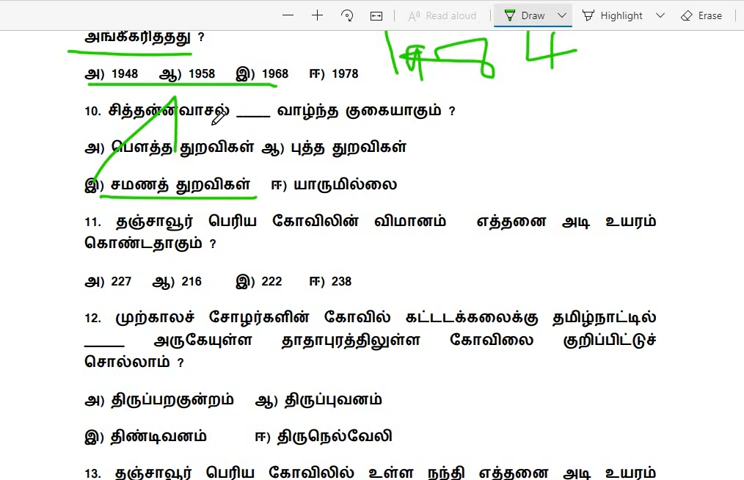 Read aloud Draw Highlight Erase
அங்கீகரித்தது ?
அ) 1948 ஆ) 1958 இ) 1968 ஈ) 1978
10. சித்தன்னவாசல் ____ வாழ்ந்த குகையாகும் ?
அ) பௌத்த துறவிகள் ஆ) புத்த துறவிகள்
இ) சமணத் துறவிகள் ஈ) யாருமில்லை
11. தஞ்சாவூர் பெரிய கோவிலின் விமானம் எத்தனை அடி உயரம்
கொண்டதாகும் ?
அ) 227 ஆ) 216 இ) 222 ஈ) 238
12. முற்காலச் சோழர்களின் கோவில் கட்டடக்கலைக்கு தமிழ்நாட்டில்
_____ அருகேயுள்ள தாதாபுரத்திலுள்ள கோவிலை குறிப்பிட்டுச்
சொல்லாம் ?
அ) திருப்பறகுன்றம் ஆ) திருப்புவனம்
இ) திண்டிவனம் ஈ) திருநெல்வேலி
13. தஞ்சாவூர் பெரிய கோவிலில் உள்ள நந்தி எத்தனை அடி உயரம்